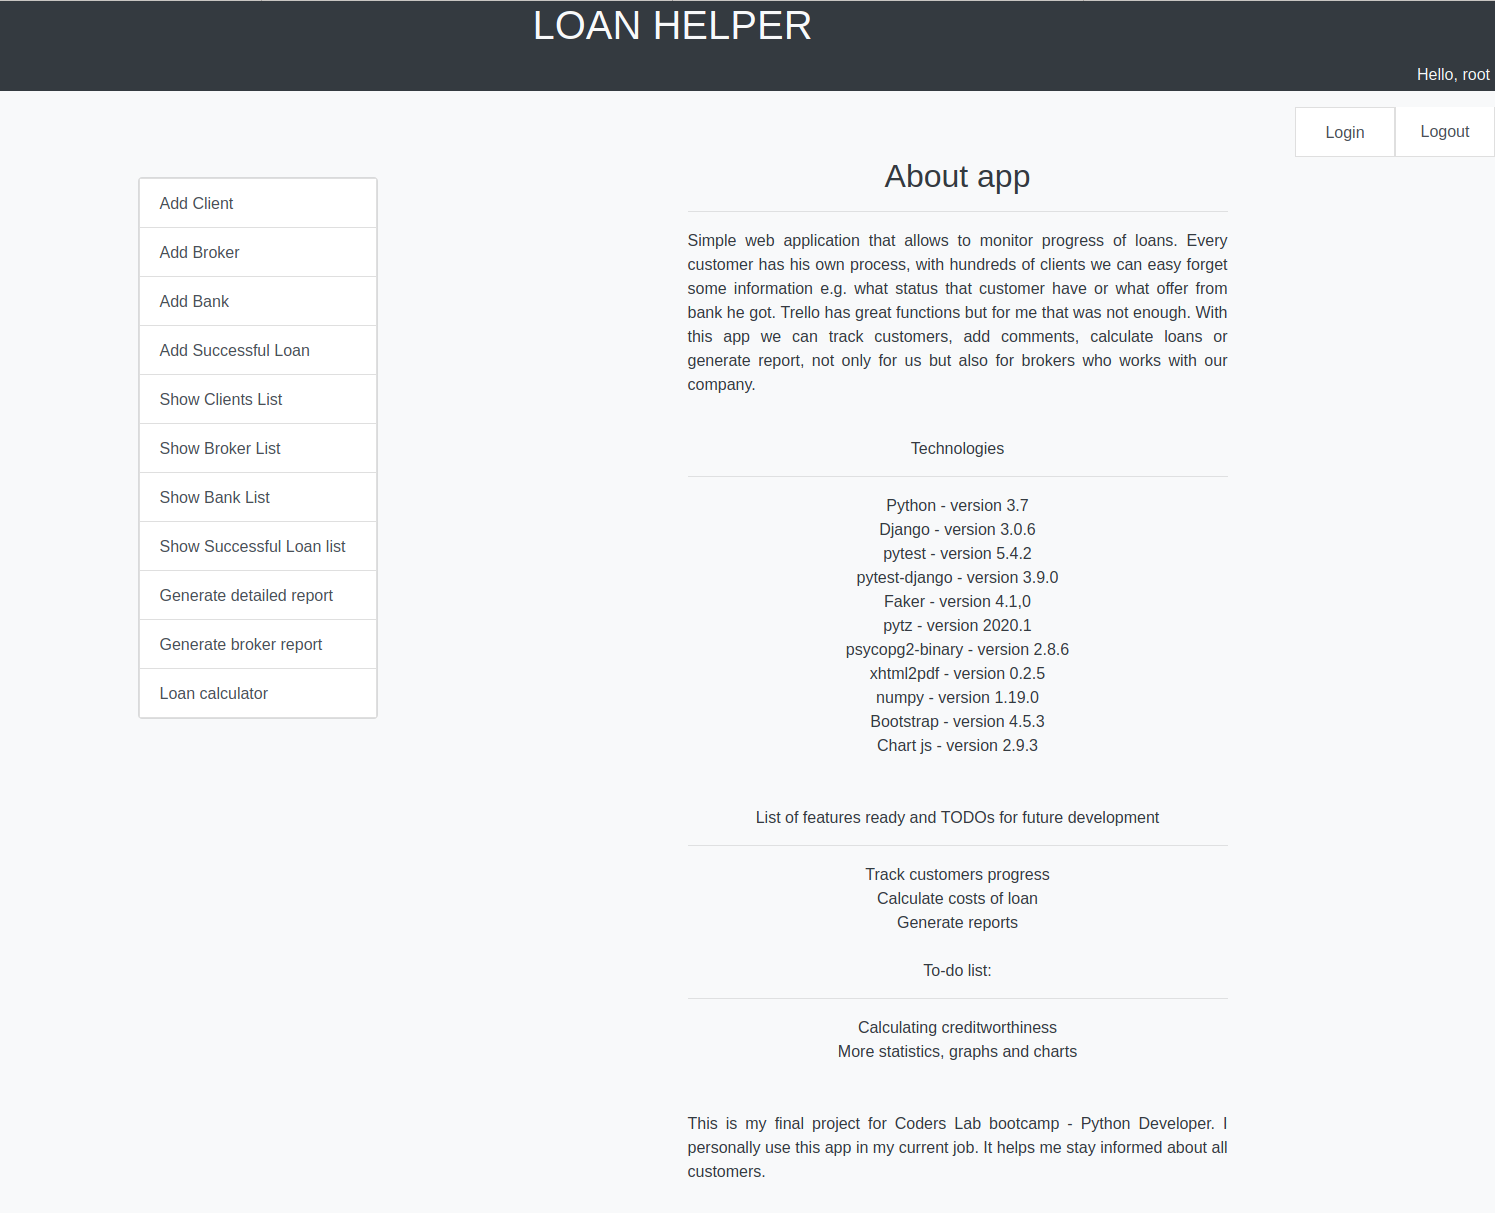 LOAN HELPER
Hello, root
Login
Logout
Add Client
Add Broker
Add Bank
Add Successful Loan
Show Clients List
Show Broker List
Show Bank List
Show Successful Loan list
Generate detailed report
Generate broker report
Loan calculator
About app
Simple web application that allows to monitor progress of loans. Every
customer has his own process, with hundreds of clients we can easy forget
some information e.g. what status that customer have or what offer from
bank he got. Trello has great functions but for me that was not enough. With
this app we can track customers, add comments, calculate loans or
generate report, not only for us but also for brokers who works with our
company.
Technologies
Python - version 3.7
Django - version 3.0.6
pytest - version 5.4.2
pytest-django - version 3.9.0
Faker - version 4.1,0
pytz - version 2020.1
psycopg2-binary - version 2.8.6
xhtml2pdf - version 0.2.5
numpy - version 1.19.0
Bootstrap - version 4.5.3
Chart js - version 2.9.3
List of features ready and TODOs for future development
Track customers progress
Calculate costs of loan
Generate reports
To-do list:
Calculating creditworthiness
More statistics, graphs and charts
This is my final project for Coders Lab bootcamp - Python Developer. I
personally use this app in my current job. It helps me stay informed about all
customers.